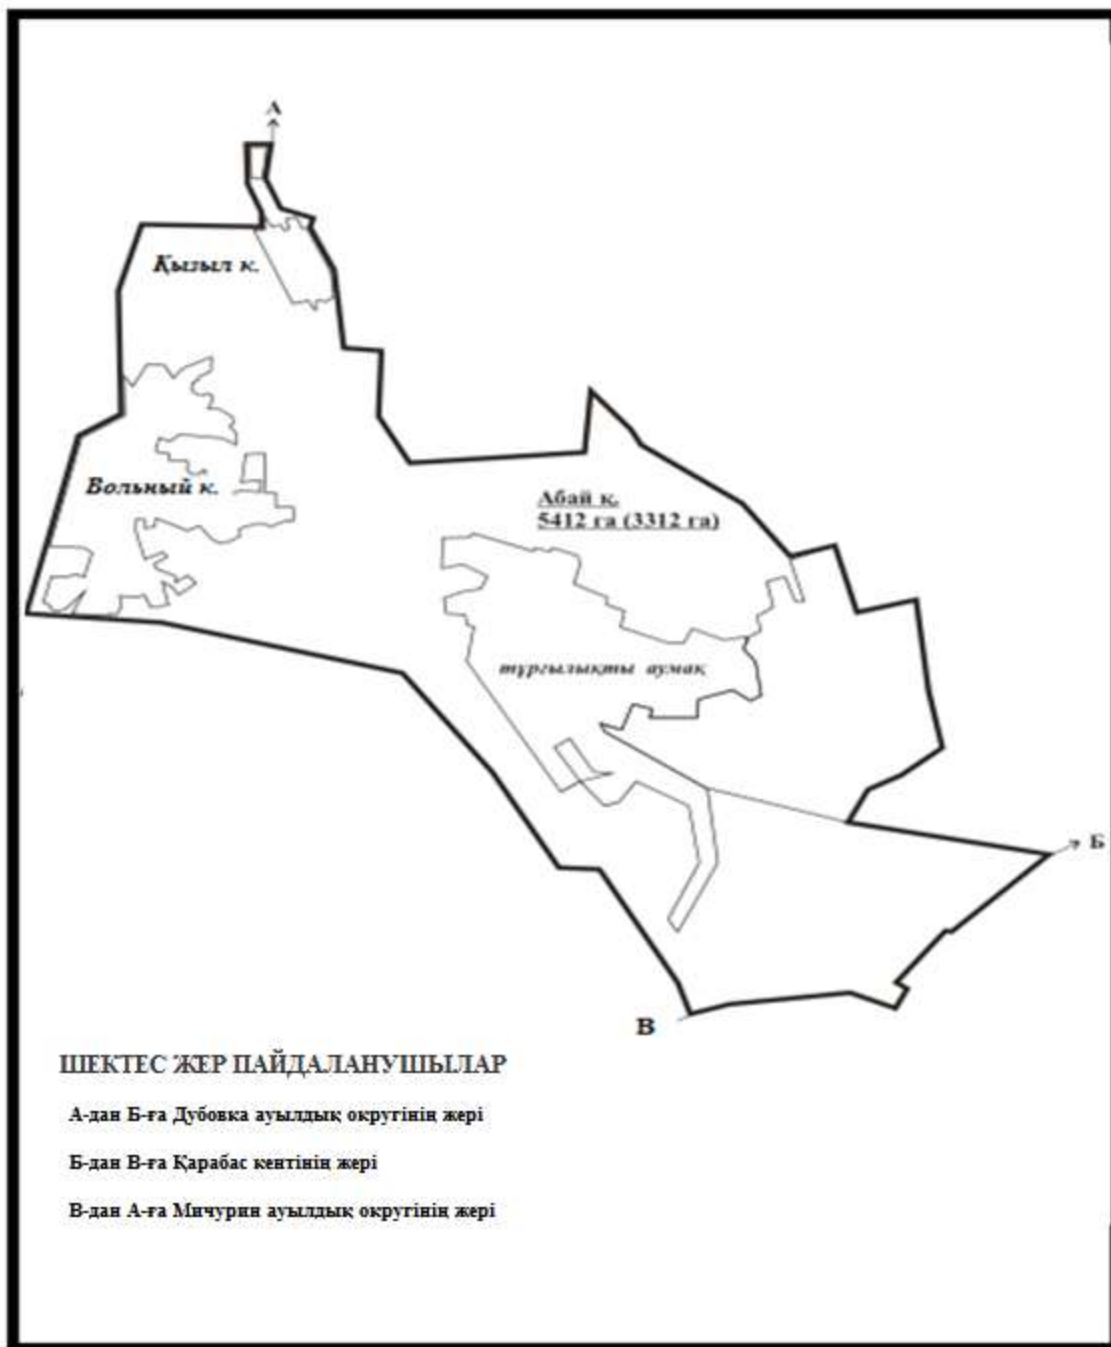 А
Қызыл к.
Вольный к.
Абай қ.
5412 га (3312 га)
тұрғылықты аумақ
Б
В
ШЕКТЕС ЖЕР ПАЙДАЛАНУШЫЛАР
А-дан Б-ға Дубовка ауылдық округінің жері
Б-дан В-ға Қарабас кентінің жері
В-дан А-ға Мичурин ауылдық округінің жері